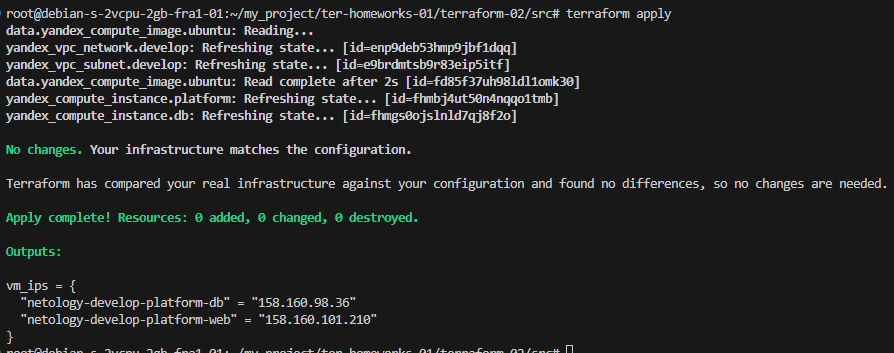 root@debian-s-2vcpu-2gb-fra1-01:~/my_project/ter-homeworks-01/terraform-02/src# terraform apply
data.yandex_compute_image.ubuntu: Reading...
yandex_vpc_network.develop: Refreshing state... [id=enp9deb53hmp9jbf1dqq]
yandex_vpc_subnet.develop: Refreshing state... [id=e9brdmtsb9r83eip5itf]
data.yandex_compute_image.ubuntu: Read complete after 2s [id=fd85f37uh98ldl1omk30]
yandex_compute_instance.platform: Refreshing state... [id=fhmbj4ut50n4nqqo1tmb]
yandex_compute_instance.db: Refreshing state... [id=fhmgs0ojslnld7qj8f2o]
No changes. Your infrastructure matches the configuration.
Terraform has compared your real infrastructure against your configuration and found no differences, so no changes are needed.
Apply complete! Resources: 0 added, 0 changed, 0 destroyed.
Outputs:
vm_ips = {
  "netology-develop-platform-db" = "158.160.98.36"
  "netology-develop-platform-web" = "158.160.101.210"
}
root@debian-s-2vcpu-2gb-fra1-01:~/my_project/ter-homeworks-01/terraform-02/src#